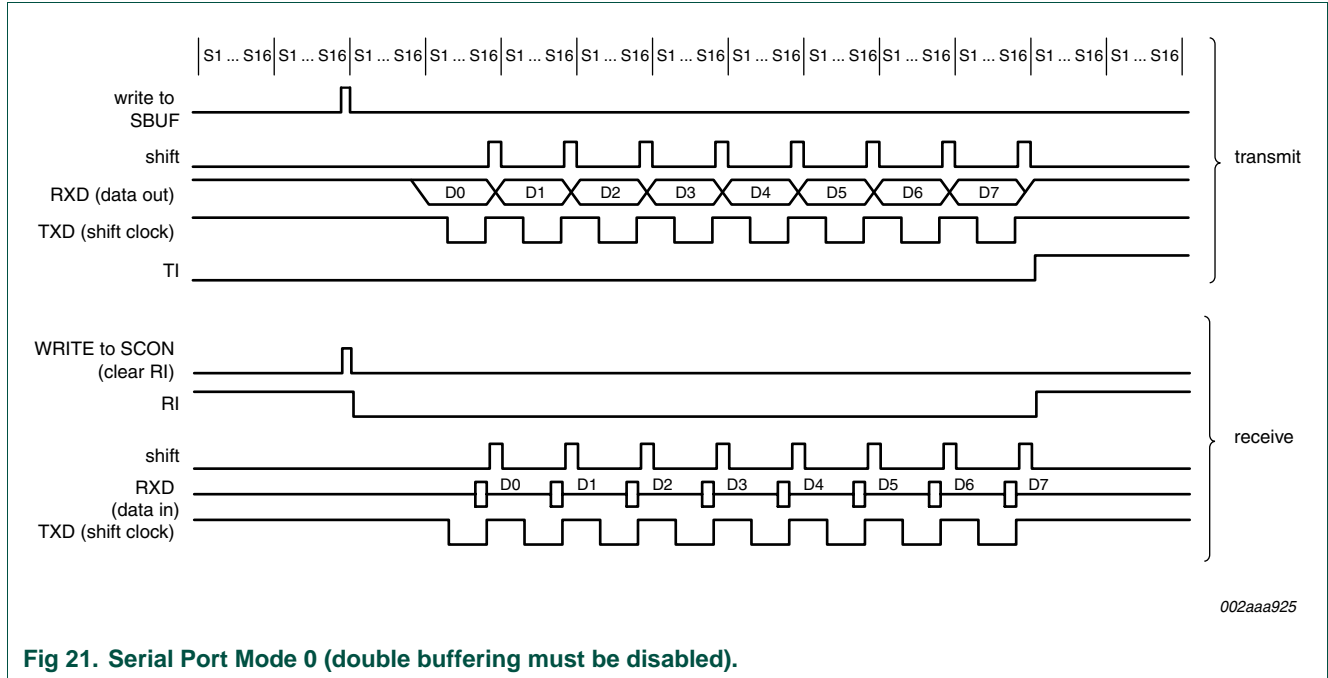 S1 ... S16 S1 ... S16 S1 ... S16 S1 ... S16 S1 ... S16 S1 ... S16 S1 ... S16 S1 ... S16 S1 ... S16 S1 ... S16 S1 ... S16 S1 ... S16 S1 ... S16
write to
SBUF
shift
transmit
RXD (data out) D0 D1 D2 D3 D4 D5 D6 D7
TXD (shift clock)
TI
WRITE to SCON
(clear RI)
RI
receive
shift
RXD D0 D1 D2 D3 D4 D5 D6 D7
(data in)
TXD (shift clock)
002aaa925
Fig 21. Serial Port Mode 0 (double buffering must be disabled).